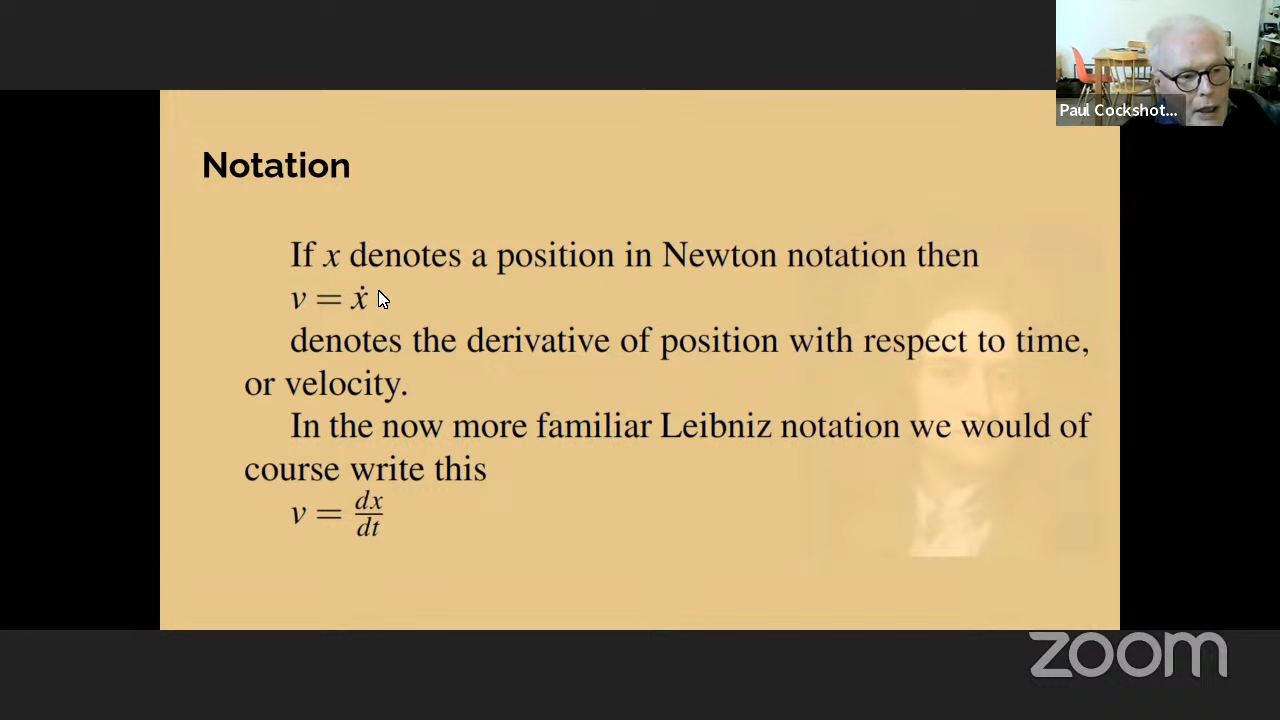 Paul Cockshot...
Notation
If x denotes a position in Newton notation then
v = ẋ
denotes the derivative of position with respect to time,
or velocity.
In the now more familiar Leibniz notation we would of
course write this
v = dx/dt
zoom